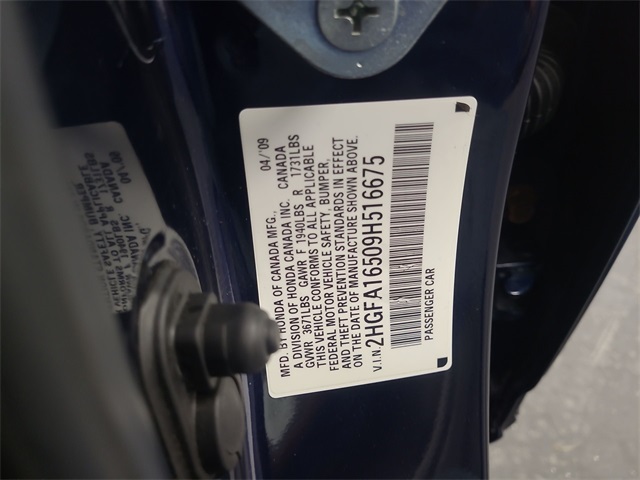 MFD. BY HONDA OF CANADA MFG., 04/'09
A DIVISION OF HONDA CANADA INC. CANADA
GVWR 3671LBS GAWR F 1940LBS R 1731LBS
THIS VEHICLE CONFORMS TO ALL APPLICABLE
FEDERAL MOTOR VEHICLE SAFETY, BUMPER,
AND THEFT PREVENTION STANDARDS IN EFFECT
ON THE DATE OF MANUFACTURE SHOWN ABOVE.
V.I.N. 2HGFA16509H516675
PASSENGER CAR